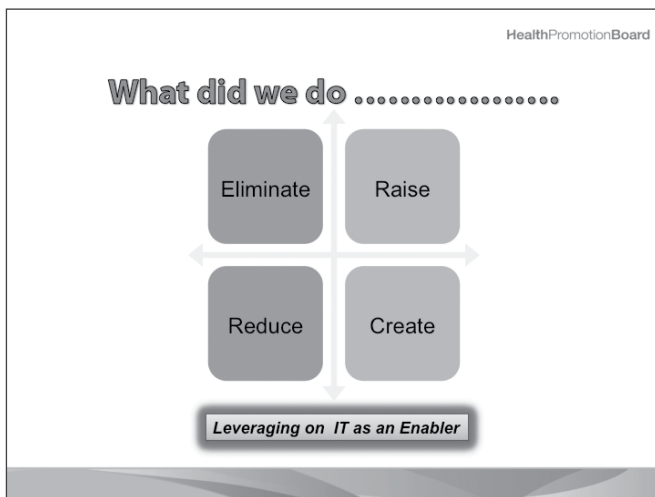 HealthPromotionBoard
What did we do ..................
Eliminate
Raise
Reduce
Create
Leveraging on IT as an Enabler